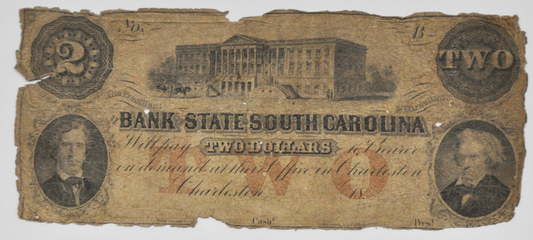 2 No. B TWO
BANK STATE SOUTH CAROLINA
Will pay TWO DOLLARS to Bearer
on demand at their Office in Charleston
TWO
Charleston 18
Cash.r Pres.t